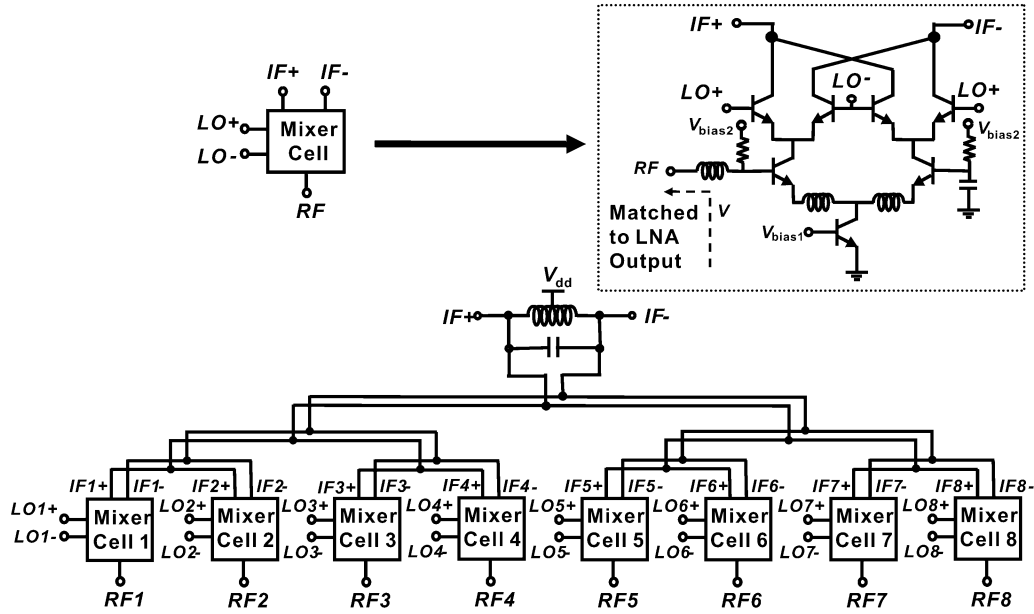 IF+ IF-
LO+
LO-
Mixer
Cell
RF
IF+ IF-
LO+ LO- LO+
Vbias2 Vbias2
RF
V
Matched
to LNA
Output
Vbias1
Vdd
IF+ IF-
IF1+ IF1- IF2+ IF2- IF3+ IF3- IF4+ IF4- IF5+ IF5- IF6+ IF6- IF7+ IF7- IF8+ IF8-
LO1+ LO2+ LO3+ LO4+ LO5+ LO6+ LO7+ LO8+
Mixer Mixer Mixer Mixer Mixer Mixer Mixer Mixer
LO1- LO2- LO3- LO4- LO5- LO6- LO7- LO8-
Cell 1 Cell 2 Cell 3 Cell 4 Cell 5 Cell 6 Cell 7 Cell 8
RF1 RF2 RF3 RF4 RF5 RF6 RF7 RF8